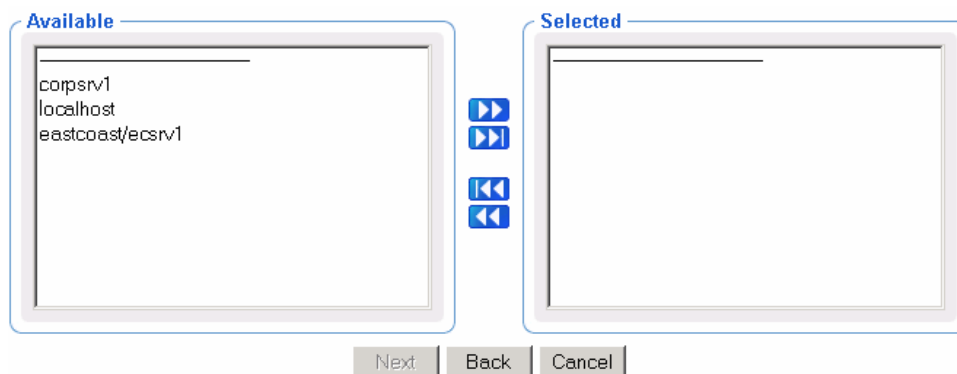 Available
Selected
corpsrv1
localhost
eastcoast/ecsrv1
Next
Back
Cancel